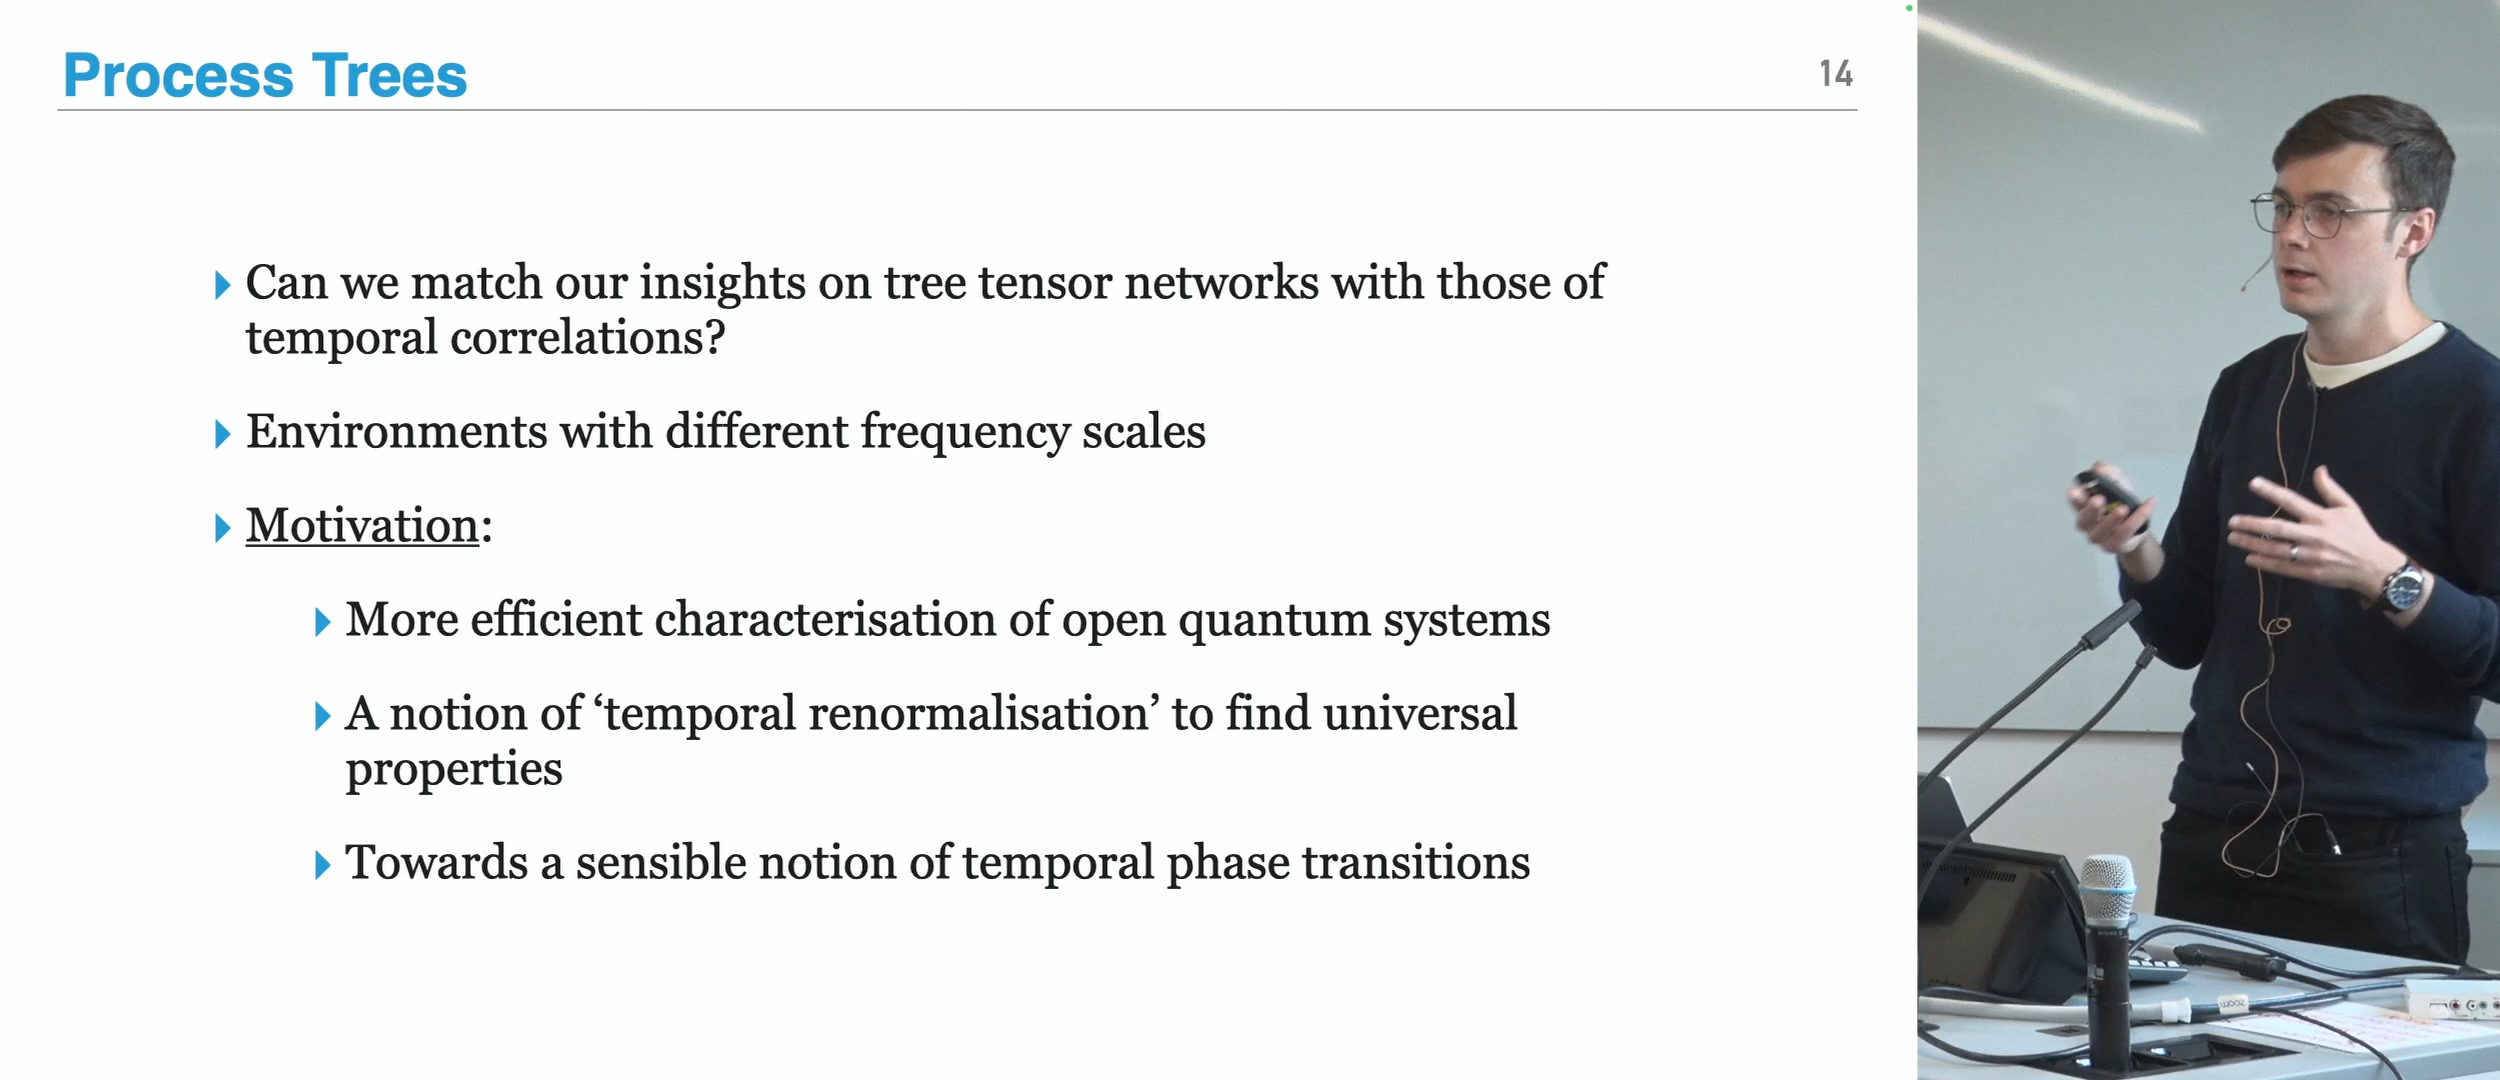 Process Trees
14
Can we match our insights on tree tensor networks with those of
temporal correlations?
Environments with different frequency scales
Motivation:
More efficient characterisation of open quantum systems
A notion of ‘temporal renormalisation’ to find universal
properties
Towards a sensible notion of temporal phase transitions
zoom